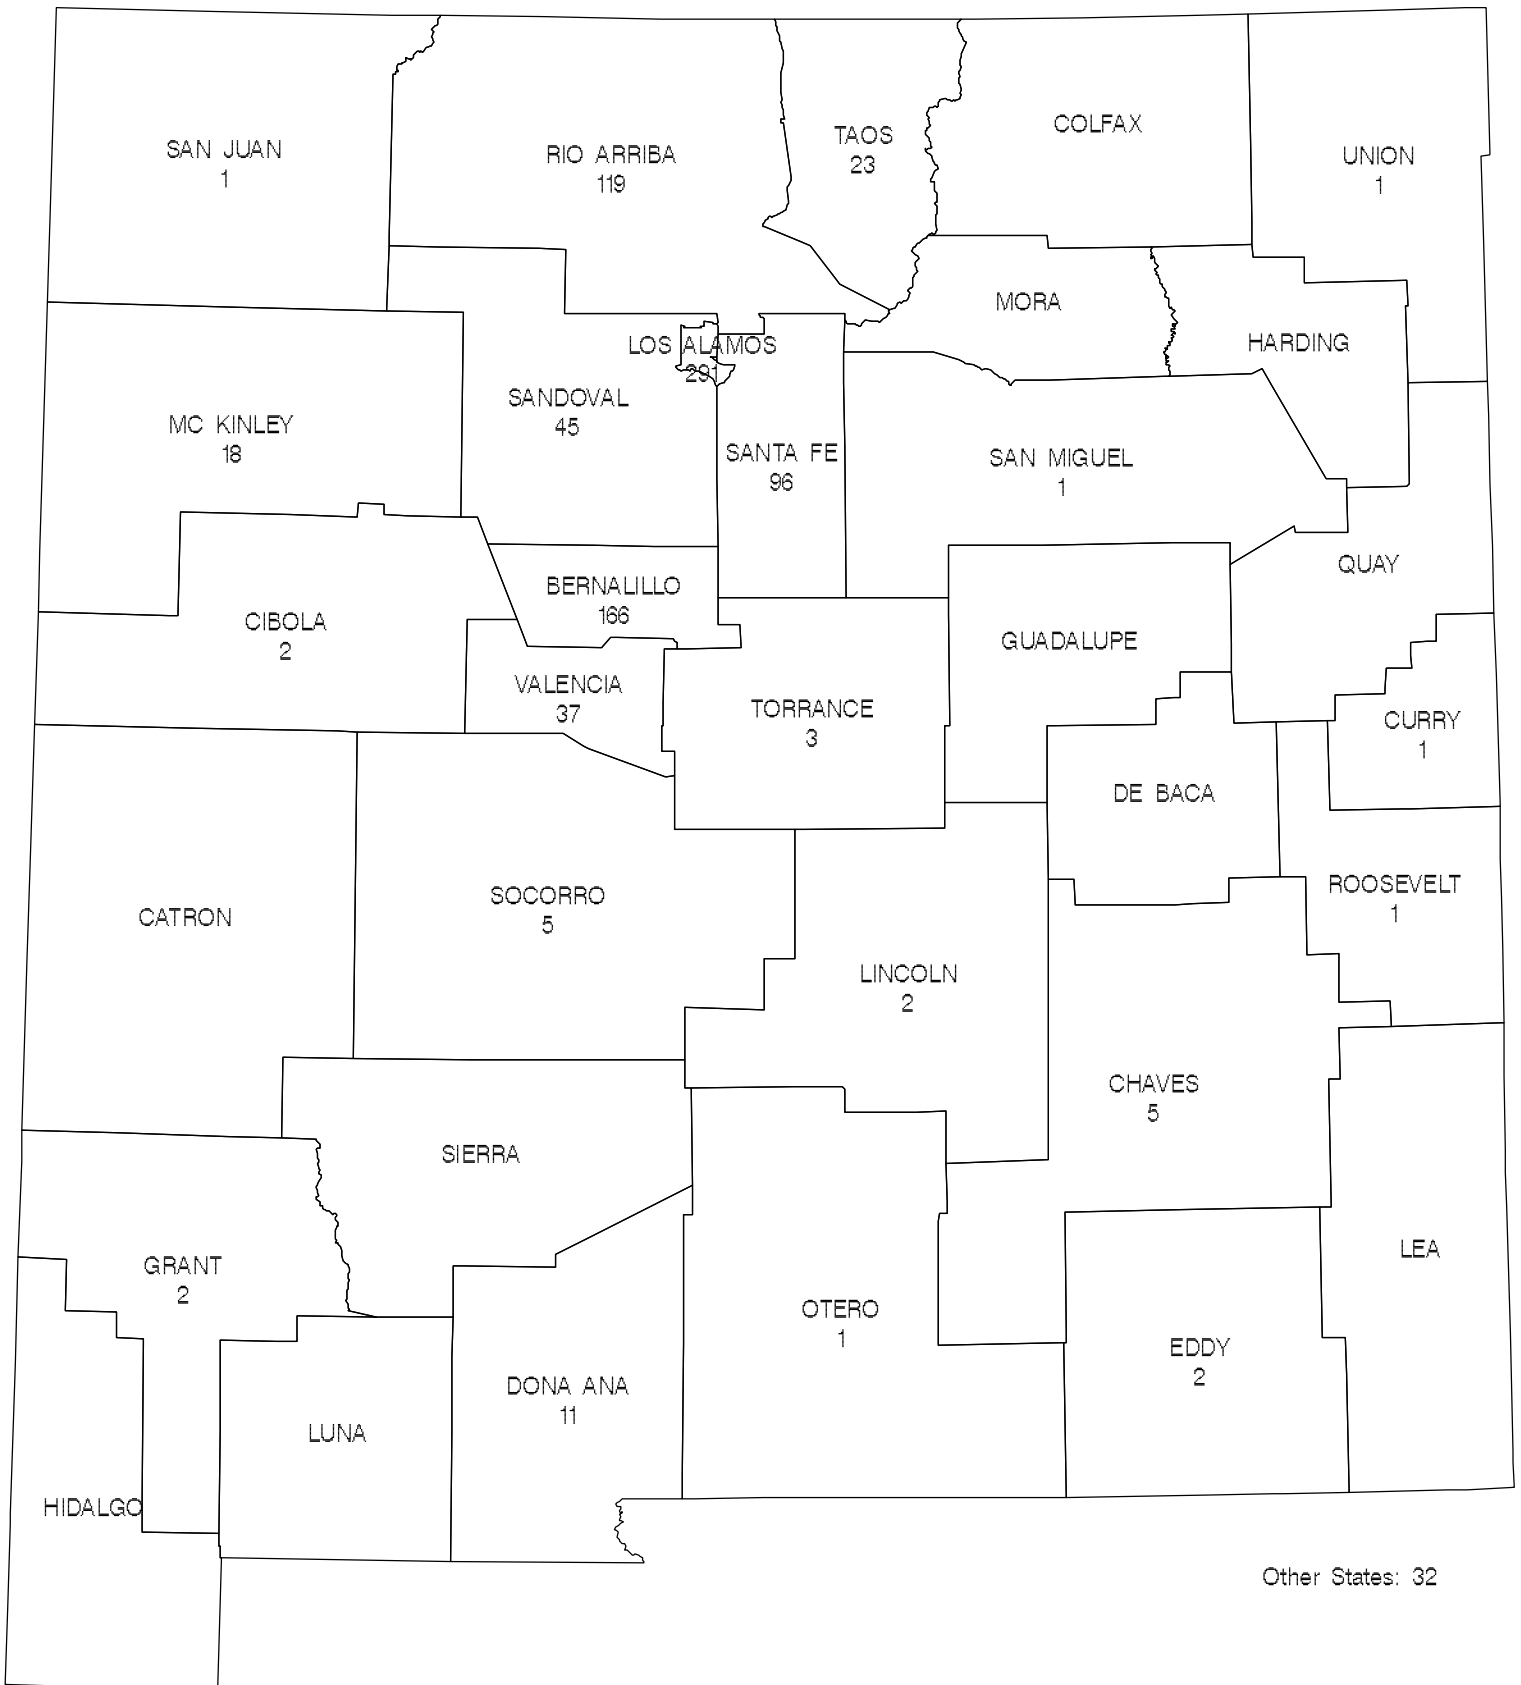 COLFAX
TAOS
23
SAN JUAN
1
RIO ARRIBA
119
UNION
1
MORA
HARDING
LOS ALAMOS
291
SANDOVAL
45
MC KINLEY
18
SANTA FE
96
SAN MIGUEL
1
QUAY
BERNALILLO
166
CIBOLA
2
GUADALUPE
VALENCIA
37
TORRANCE
3
CURRY
1
DE BACA
ROOSEVELT
1
SOCORRO
5
CATRON
LINCOLN
2
CHAVES
5
SIERRA
LEA
GRANT
2
OTERO
1
EDDY
2
DONA ANA
11
LUNA
HIDALGO
Other States: 32